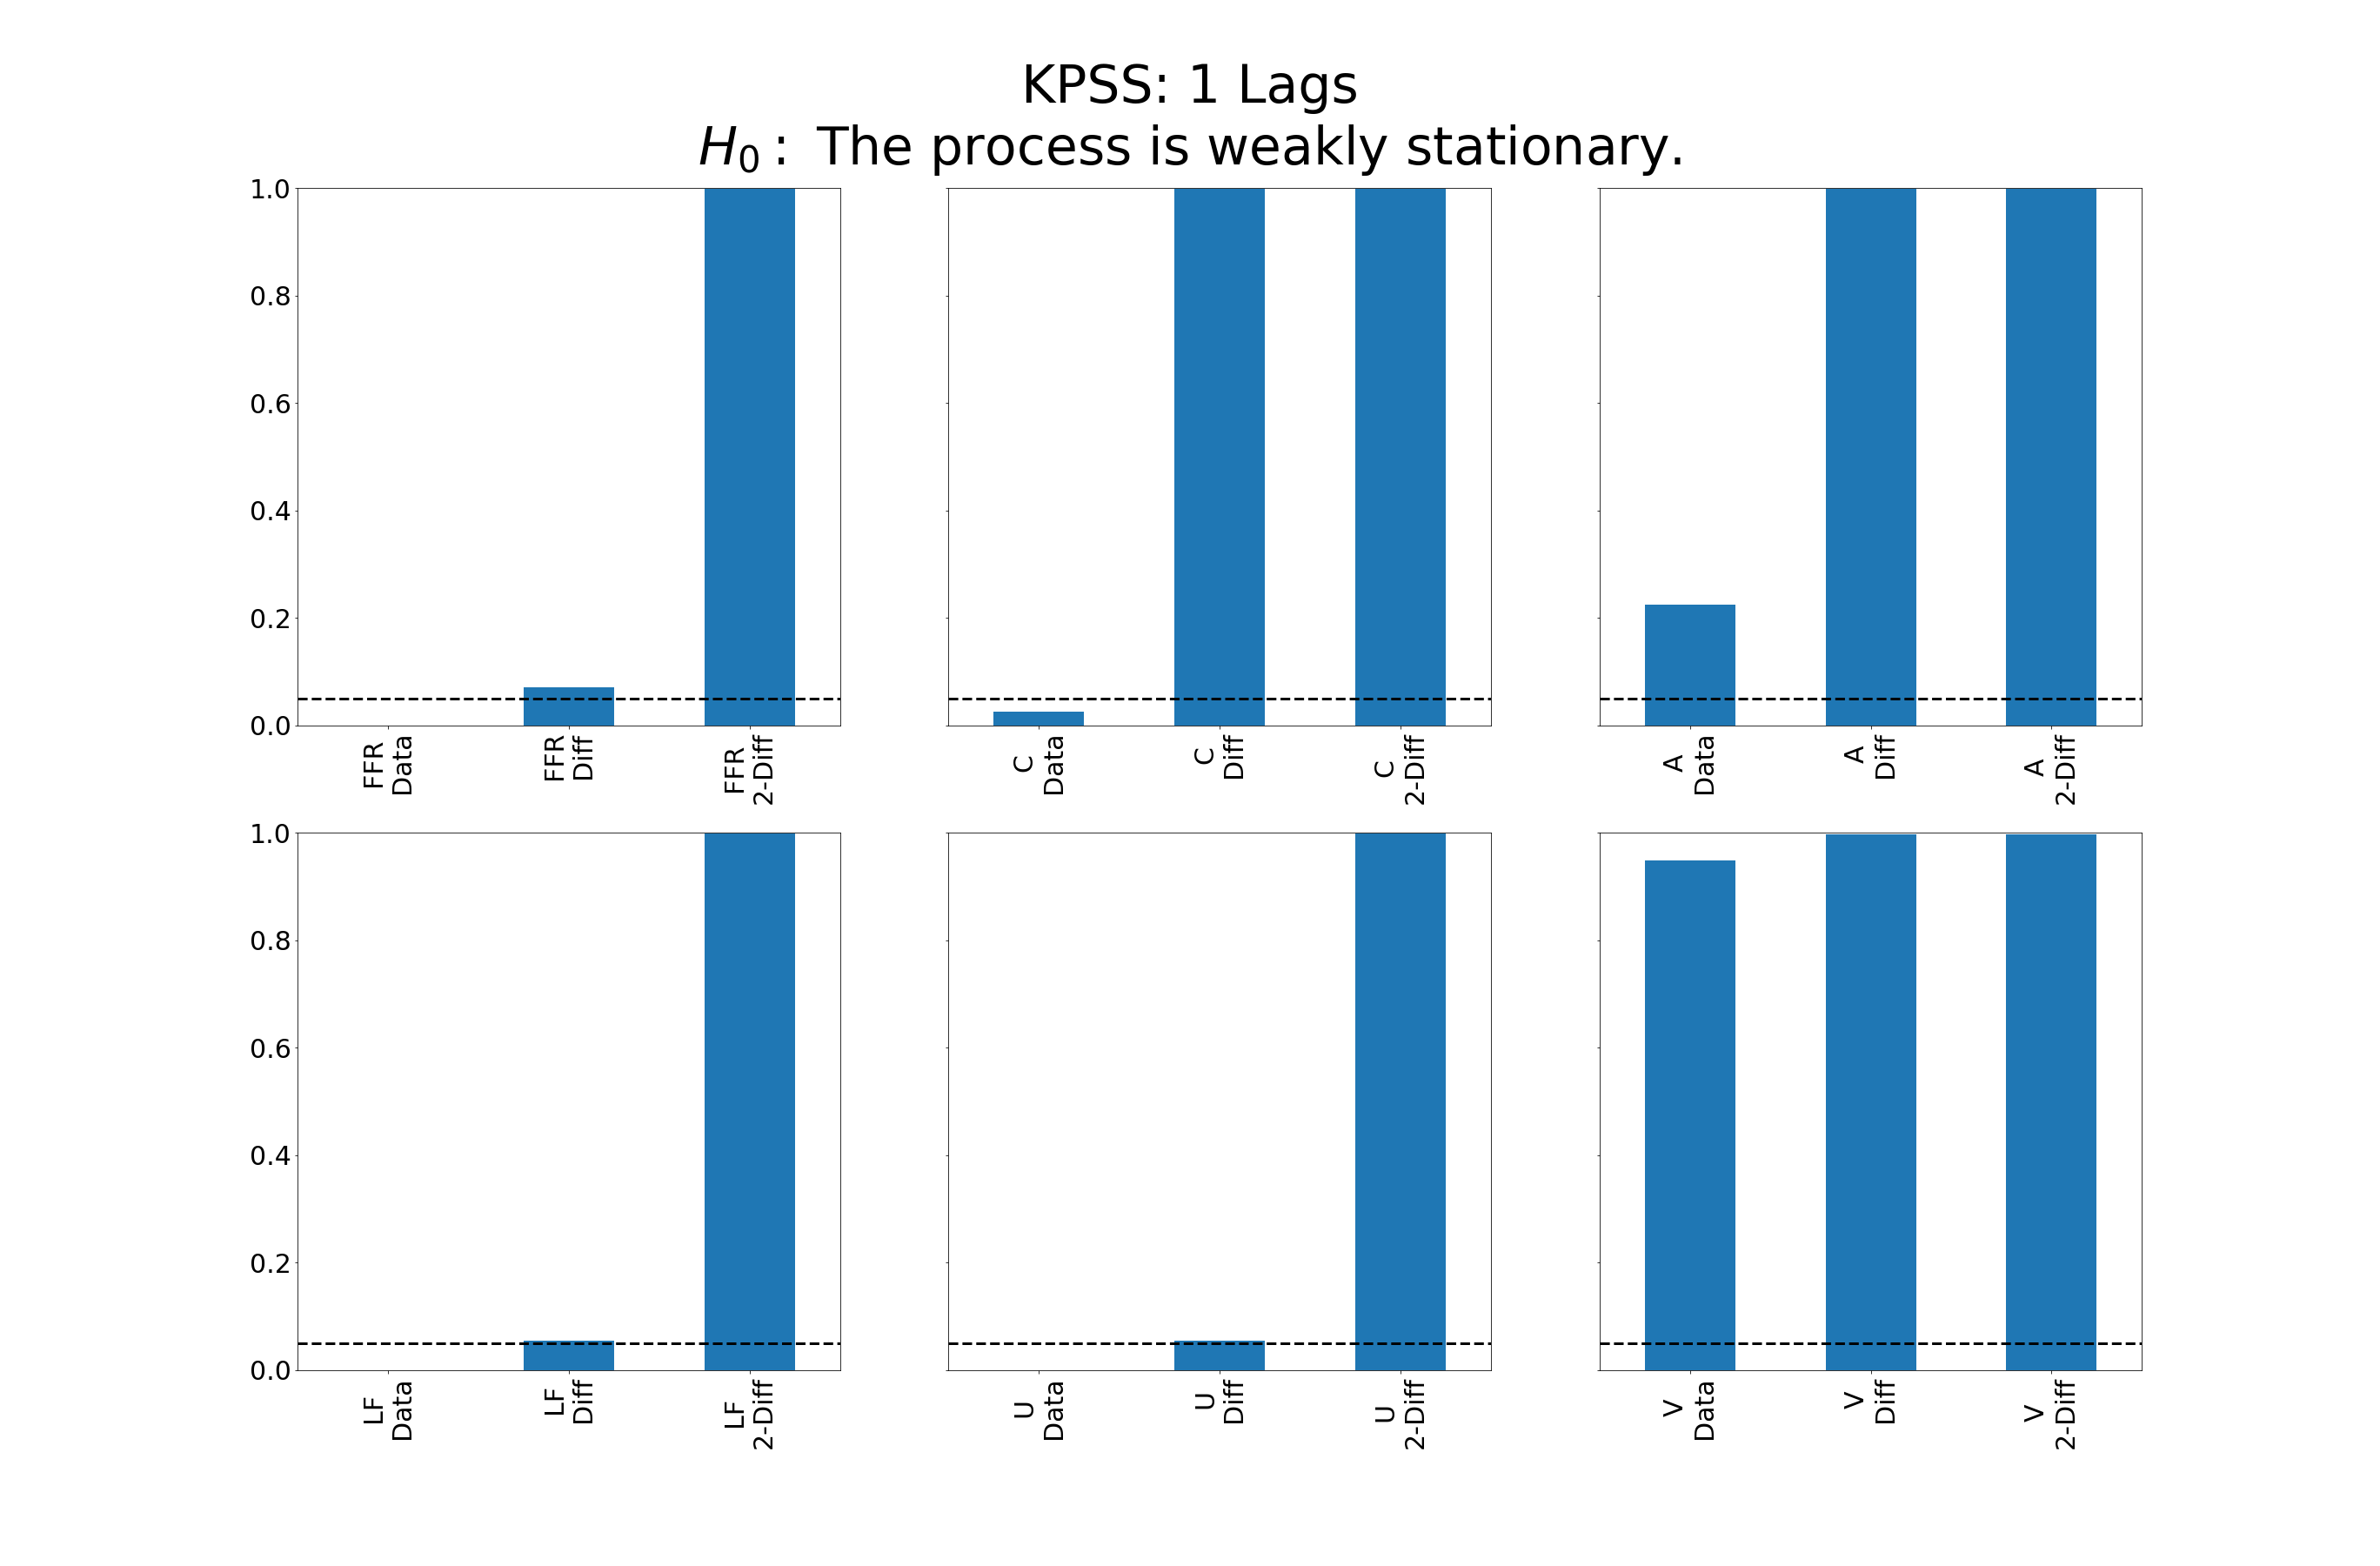 KPSS: 1 Lags
H₀ : The process is weakly stationary.
1.0
0.8
0.6
0.4
0.2
0.0
FFR
Data
FFR
Diff
FFR
2-Diff
C
Data
C
Diff
C
2-Diff
A
Data
A
Diff
A
2-Diff
1.0
0.8
0.6
0.4
0.2
0.0
LF
Data
LF
Diff
LF
2-Diff
U
Data
U
Diff
U
2-Diff
V
Data
V
Diff
V
2-Diff